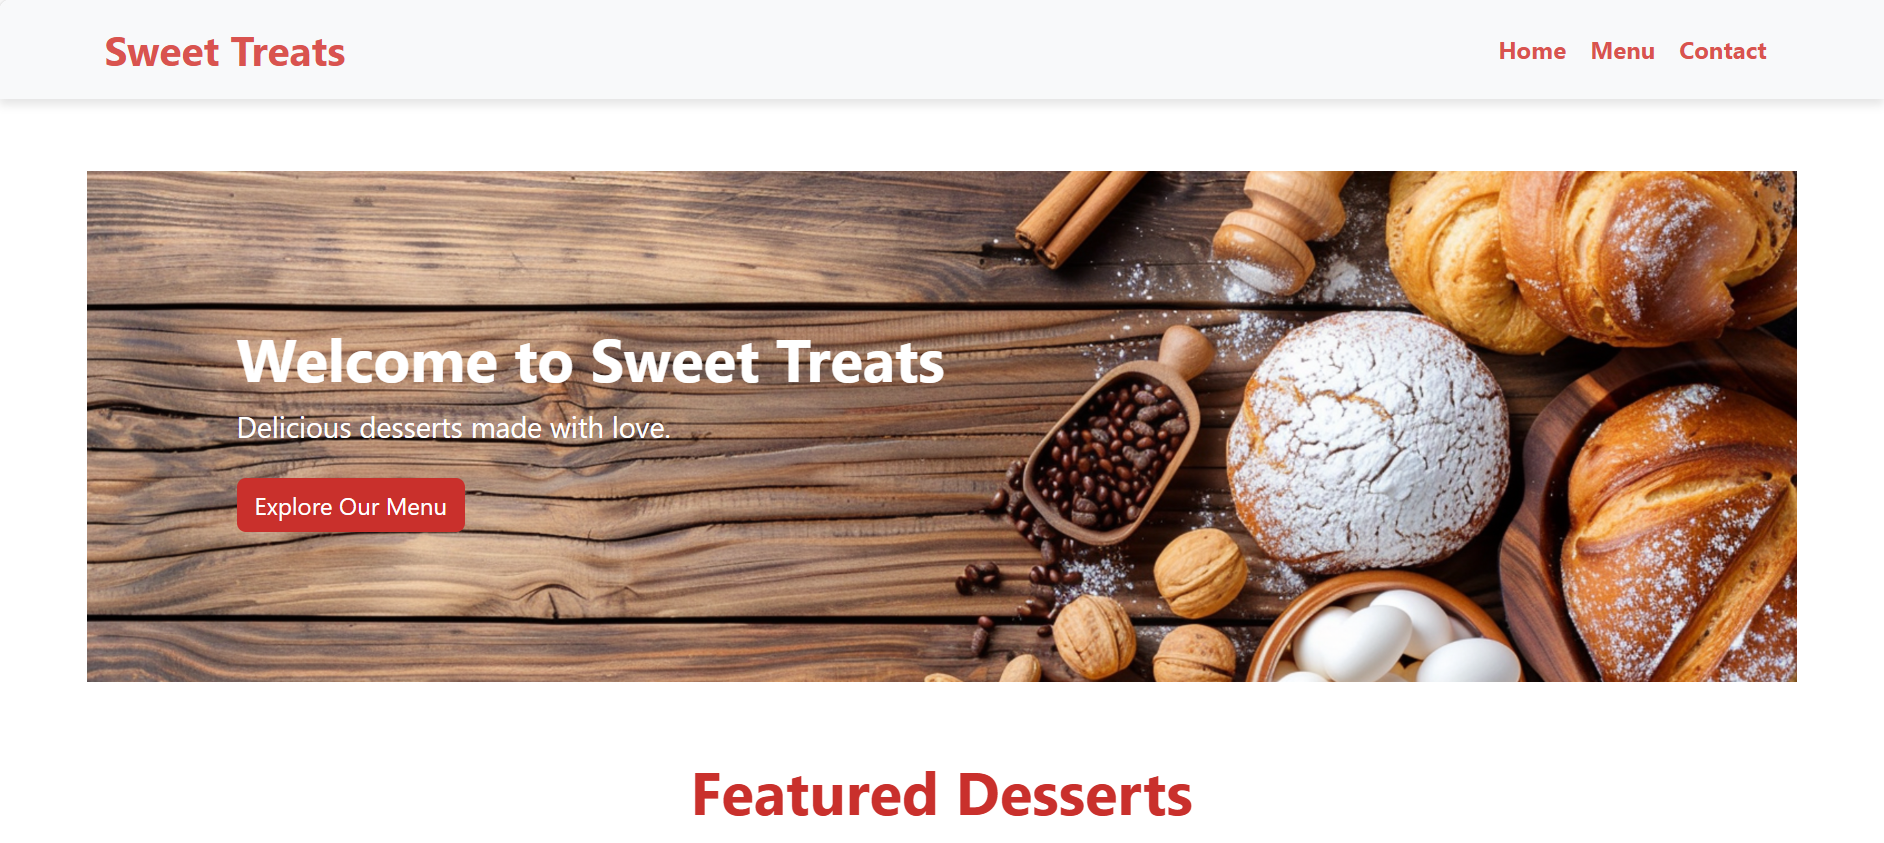 Sweet Treats
Home Menu Contact
Welcome to Sweet Treats
Delicious desserts made with love.
Explore Our Menu
Featured Desserts